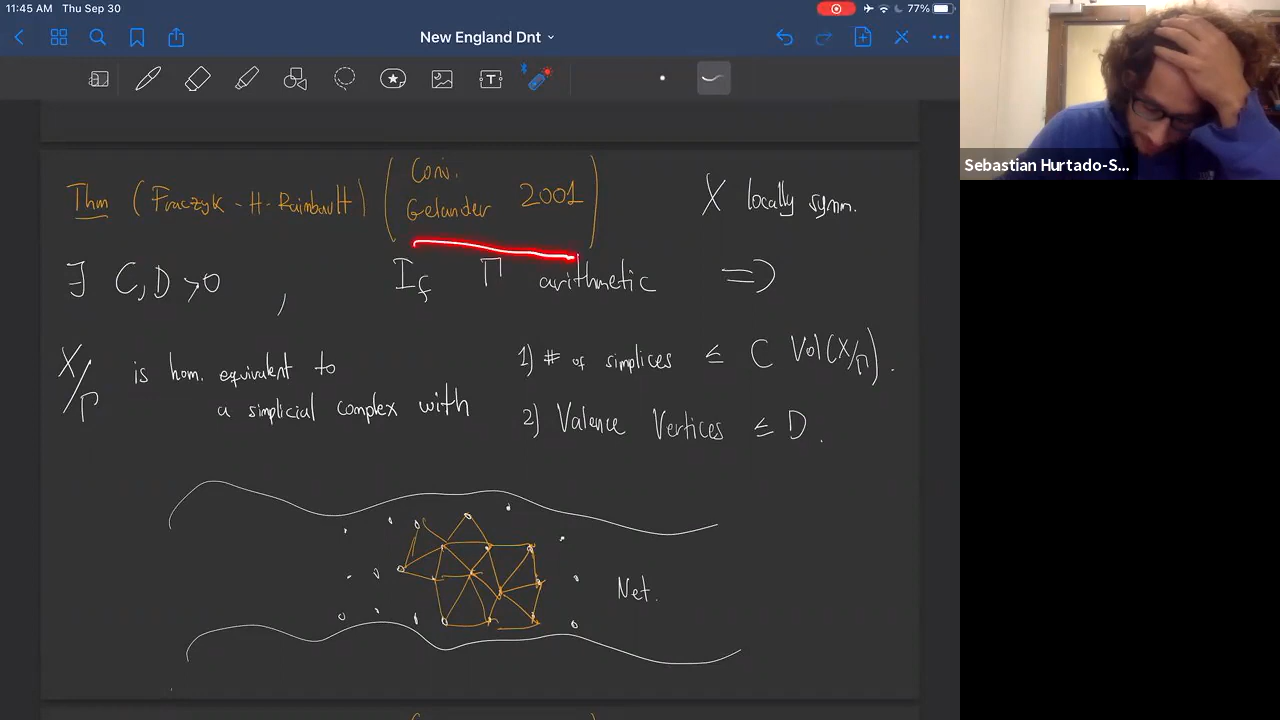 11:45 AM Thu Sep 30
77%
New England Dnt
Thm (Fraczyk - H - Raimbault) (Conj. Gelander 2001)
X locally symm.
∃ C, D > 0 , If Γ arithmetic =>
X/Γ is hom. equivalent to a simplicial complex with
1) # of simplices ≤ C Vol(X/Γ).
2) Valence Vertices ≤ D.
Net.
Sebastian Hurtado-S...